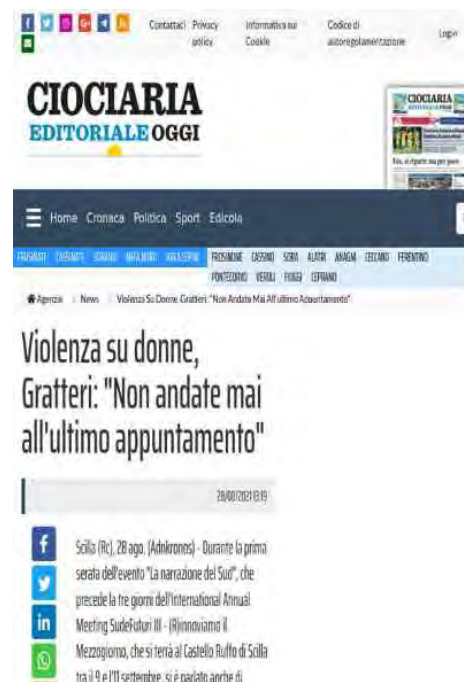 Contattaci Privacy policy
Informativa sui Cookie
Codice di autoregolamentazione
Login
CIOCIARIA
EDITORIALE OGGI
CIOCIARIA
Home Cronaca Politica Sport Edicola
FROSINONE CASSINO SORA ALATRI ANAGNI CECCANO FERENTINO
PONTECORVO VEROLI FIUGGI CEPRANO
Agenzie News Violenza Su Donne, Gratteri: "Non Andate Mai All'ultimo Appuntamento"
Violenza su donne,
Gratteri: "Non andate mai
all'ultimo appuntamento"
28/08/2021 13:19
Scilla (Rc), 28 ago. (Adnkronos) - Durante la prima
serata dell'evento "La narrazione del Sud", che
precede la tre giorni dell'International Annual
Meeting SudeFuturi III - (R)innoviamo il
Mezzogiorno, che si terrà al Castello Ruffo di Scilla
tra il 9 e l'11 settembre, si è parlato anche di